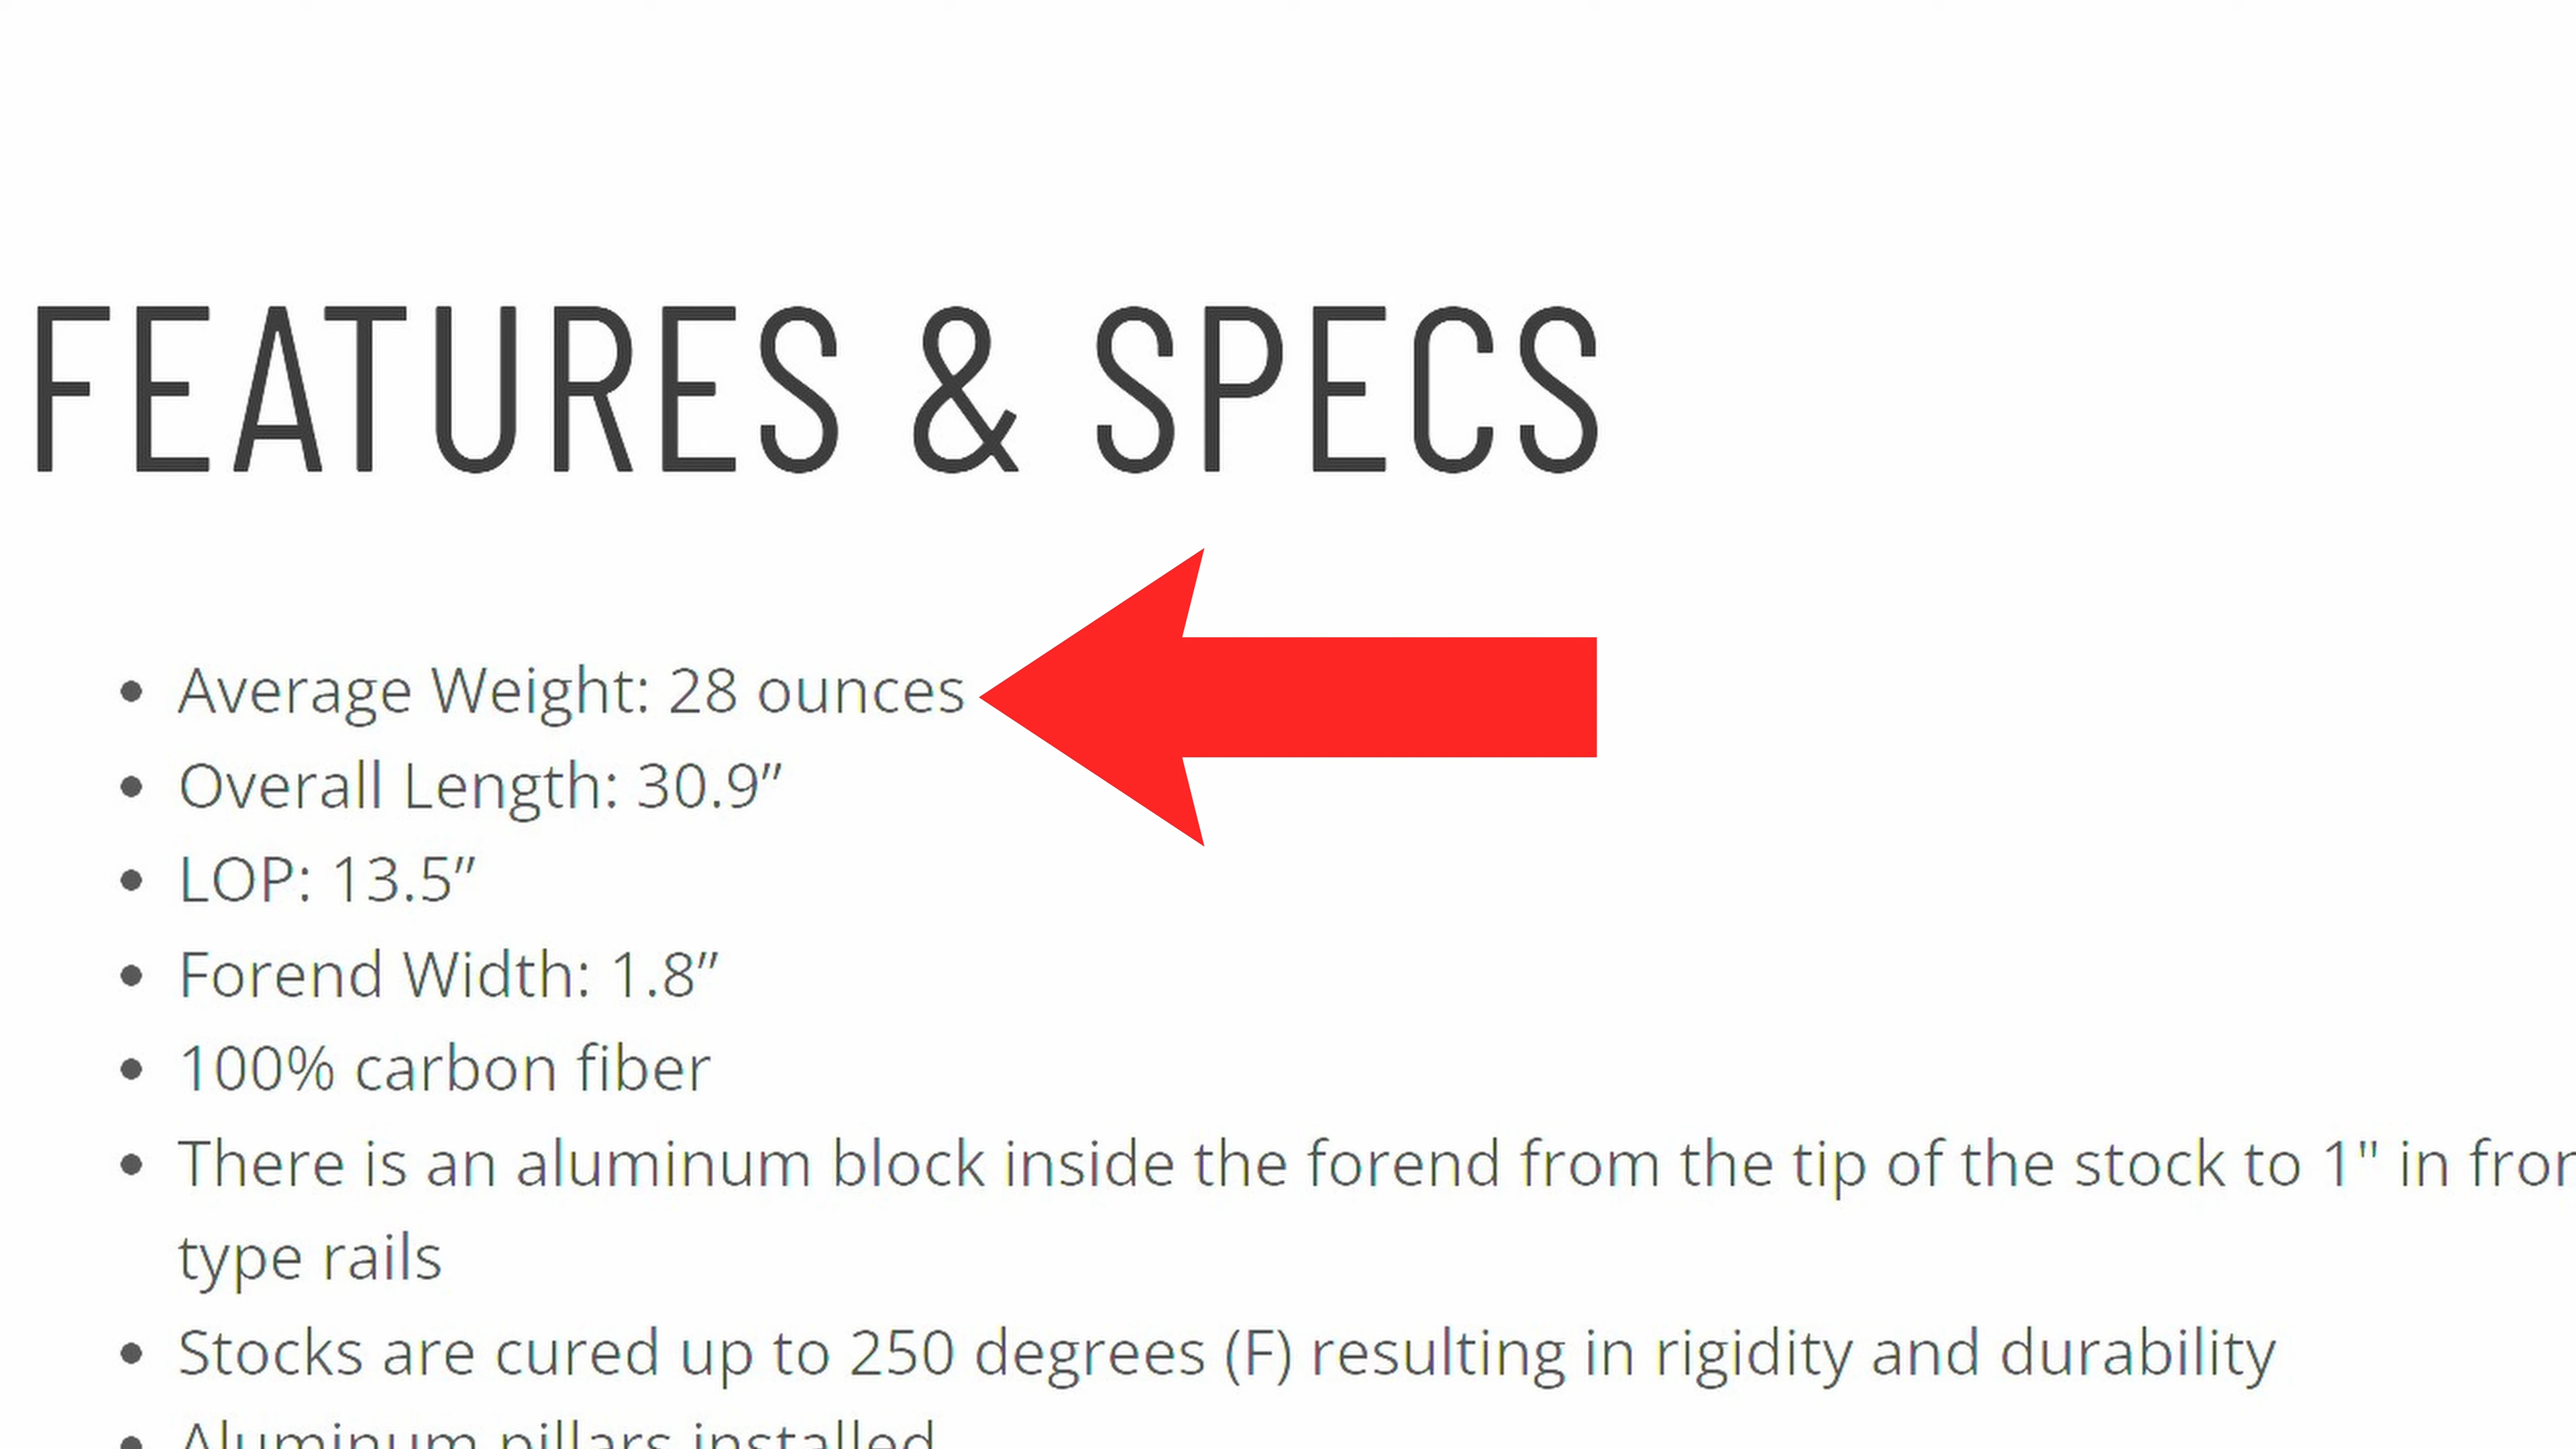 FEATURES & SPECS
Average Weight: 28 ounces
Overall Length: 30.9”
LOP: 13.5”
Forend Width: 1.8”
100% carbon fiber
There is an aluminum block inside the forend from the tip of the stock to 1" in
type rails
Stocks are cured up to 250 degrees (F) resulting in rigidity and durability
Aluminum pillars installed